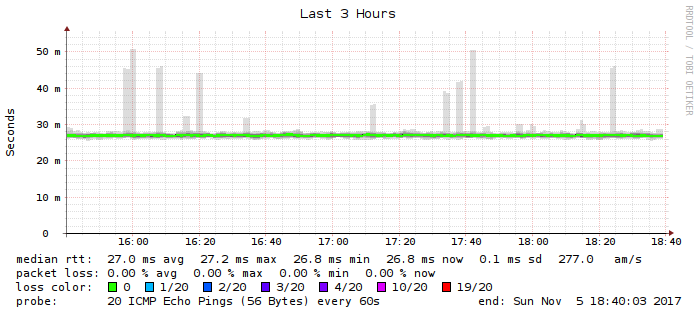 Last 3 Hours
RRDTOOL / TOBI OETIKER
Seconds
50 m
40 m
30 m
20 m
10 m
0
16:00 16:20 16:40 17:00 17:20 17:40 18:00 18:20 18:40
median rtt: 27.0 ms avg 27.2 ms max 26.8 ms min 26.8 ms now 0.1 ms sd 277.0 am/s
packet loss: 0.00 % avg 0.00 % max 0.00 % min 0.00 % now
loss color: 0 1/20 2/20 3/20 4/20 10/20 19/20
probe: 20 ICMP Echo Pings (56 Bytes) every 60s end: Sun Nov 5 18:40:03 2017